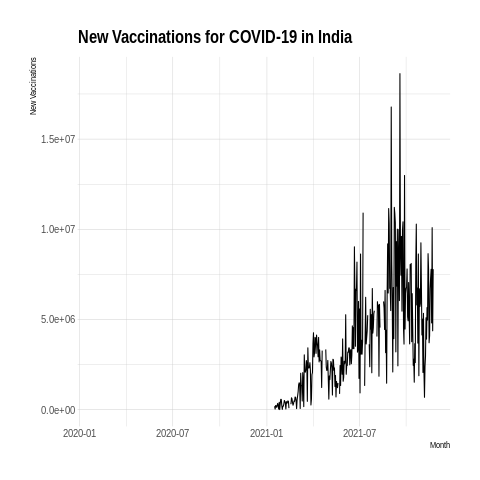 New Vaccinations for COVID-19 in India
New Vaccinations
1.5e+07
1.0e+07
5.0e+06
0.0e+00
2020-01 2020-07 2021-01 2021-07
Month